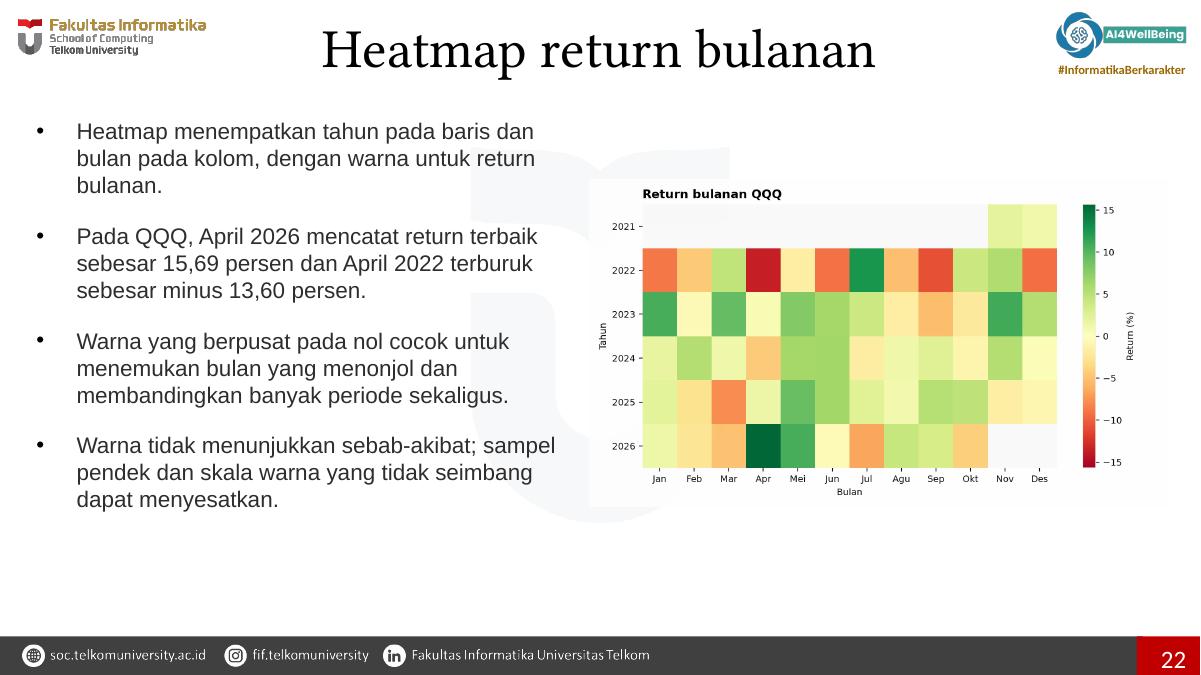 Fakultas Informatika
School of Computing
Telkom University
Heatmap return bulanan
AI4WellBeing
#InformatikaBerkarakter
• Heatmap menempatkan tahun pada baris dan
bulan pada kolom, dengan warna untuk return
bulanan.
• Pada QQQ, April 2026 mencatat return terbaik
sebesar 15,69 persen dan April 2022 terburuk
sebesar minus 13,60 persen.
• Warna yang berpusat pada nol cocok untuk
menemukan bulan yang menonjol dan
membandingkan banyak periode sekaligus.
• Warna tidak menunjukkan sebab-akibat; sampel
pendek dan skala warna yang tidak seimbang
dapat menyesatkan.
Return bulanan QQQ
Tahun
2021
2022
2023
2024
2025
2026
Jan Feb Mar Apr Mei Jun Jul Agu Sep Okt Nov Des
Bulan
15
10
5
0
−5
−10
−15
Return (%)
soc.telkomuniversity.ac.id fif.telkomuniversity Fakultas Informatika Universitas Telkom
22